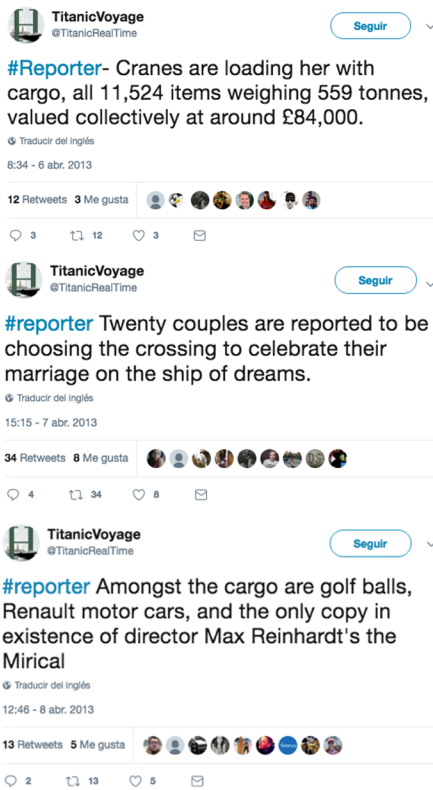 TitanicVoyage
@TitanicRealTime
Seguir
#Reporter- Cranes are loading her with
cargo, all 11,524 items weighing 559 tonnes,
valued collectively at around £84,000.
Traducir del inglés
8:34 - 6 abr. 2013
12 Retweets 3 Me gusta
3 12 3
TitanicVoyage
@TitanicRealTime
Seguir
#reporter Twenty couples are reported to be
choosing the crossing to celebrate their
marriage on the ship of dreams.
Traducir del inglés
15:15 - 7 abr. 2013
34 Retweets 8 Me gusta
4 34 8
TitanicVoyage
@TitanicRealTime
Seguir
#reporter Amongst the cargo are golf balls,
Renault motor cars, and the only copy in
existence of director Max Reinhardt's the
Mirical
Traducir del inglés
12:46 - 8 abr. 2013
13 Retweets 5 Me gusta
2 13 5